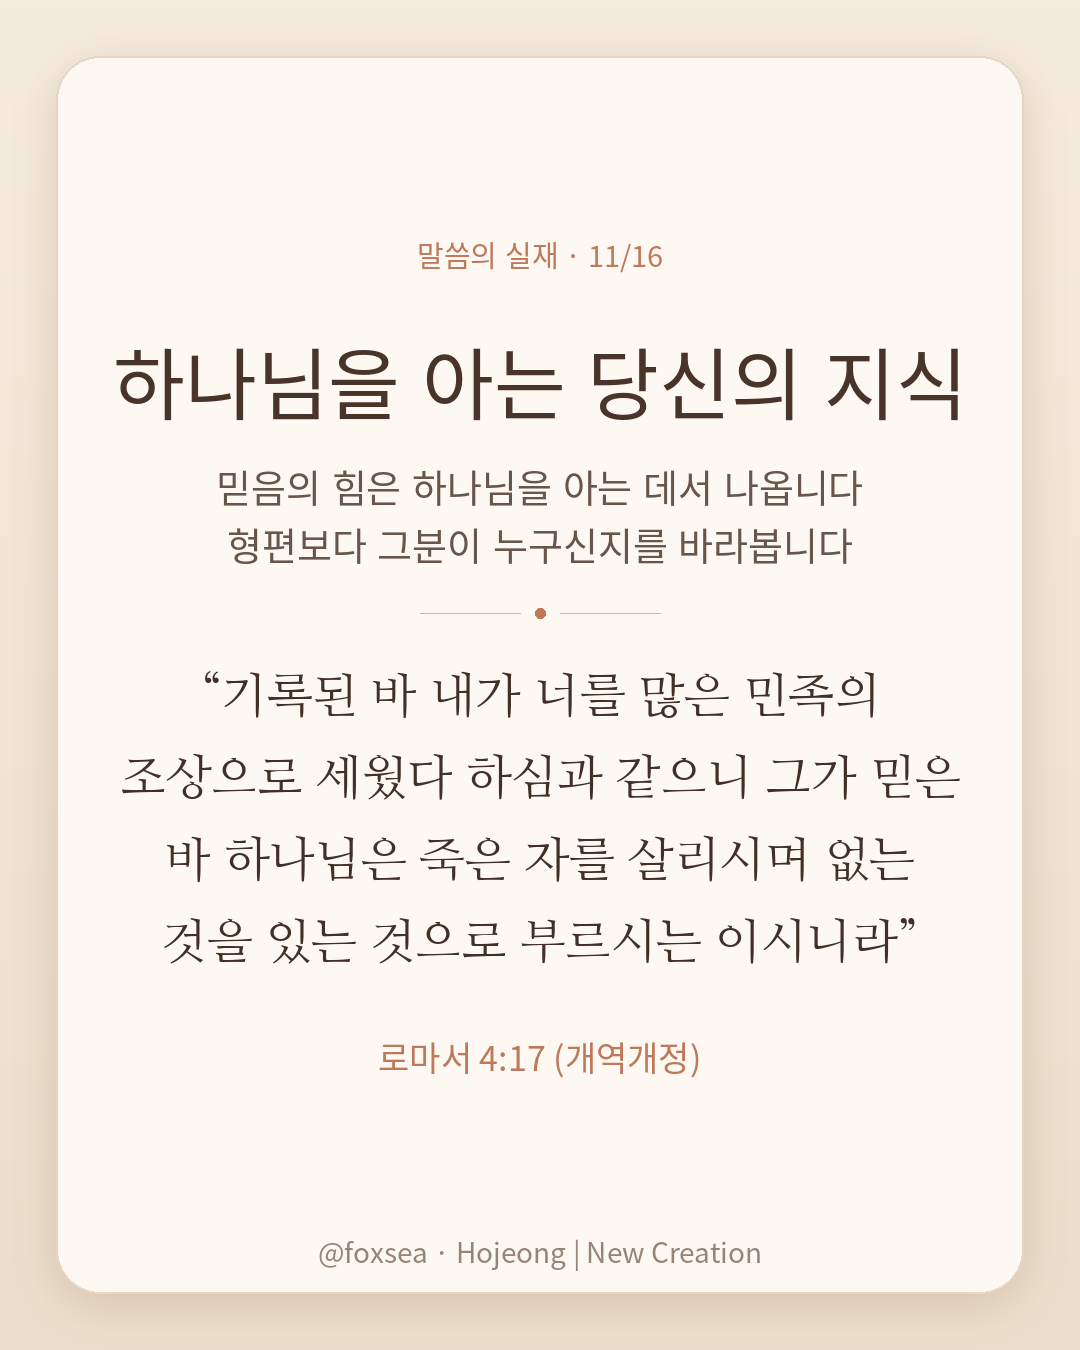 말씀의 실재 · 11/16
하나님을 아는 당신의 지식
믿음의 힘은 하나님을 아는 데서 나옵니다
형편보다 그분이 누구신지를 바라봅니다
“기록된 바 내가 너를 많은 민족의
조상으로 세웠다 하심과 같으니 그가 믿은
바 하나님은 죽은 자를 살리시며 없는
것을 있는 것으로 부르시는 이시니라”
로마서 4:17 (개역개정)
@foxsea · Hojeong | New Creation